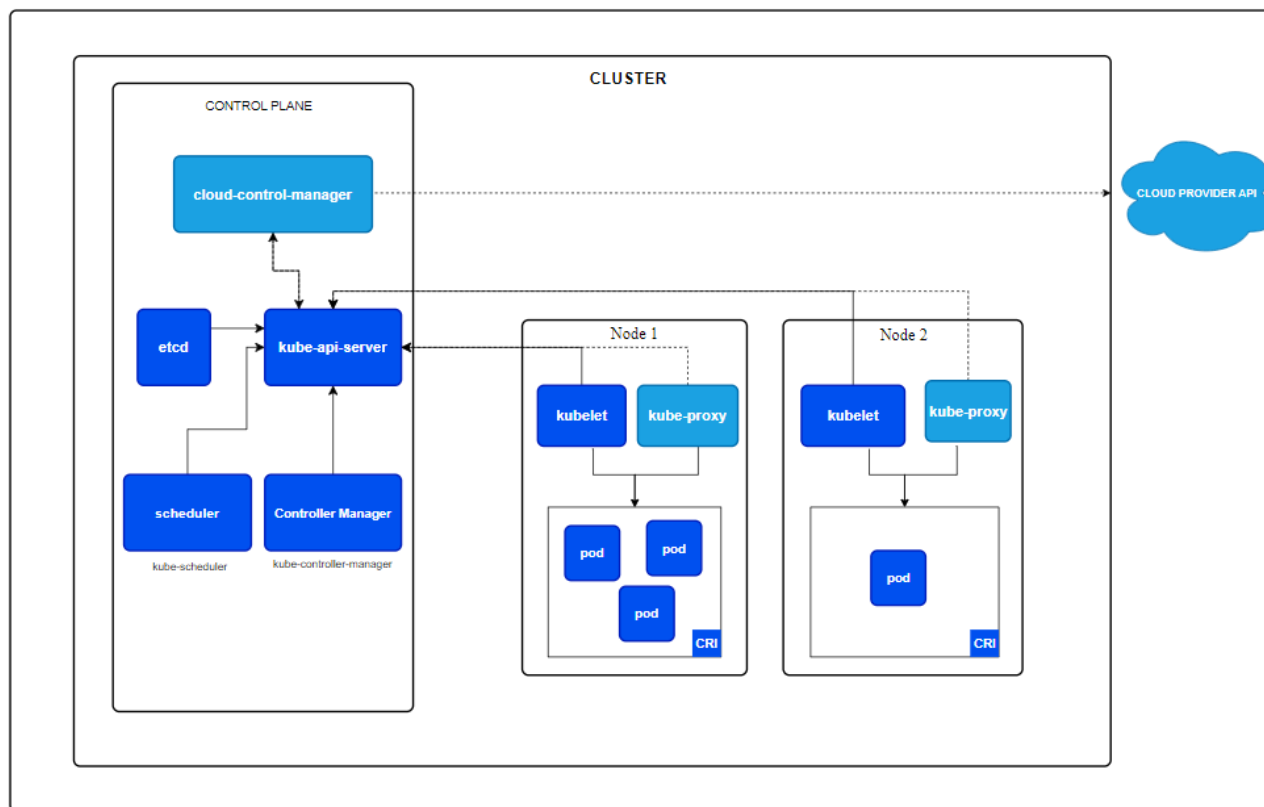 CLUSTER
CONTROL PLANE
cloud-control-manager
CLOUD PROVIDER API
etcd
kube-api-server
Node 1
Node 2
kubelet
kube-proxy
kubelet
kube-proxy
scheduler
Controller Manager
kube-scheduler
kube-controller-manager
pod
pod
pod
CRI
pod
CRI